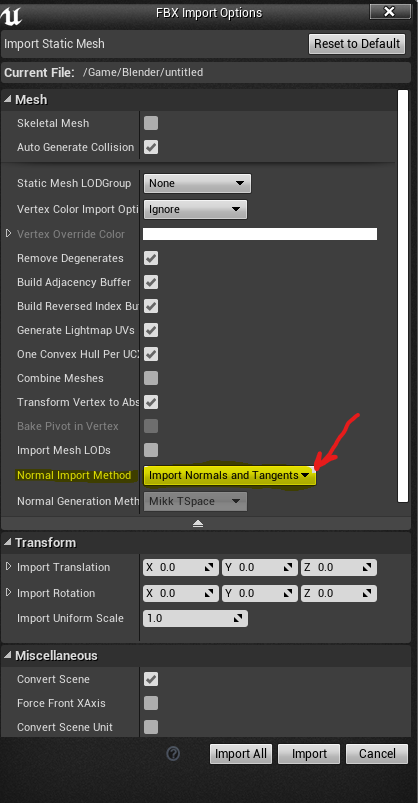 FBX Import Options
Import Static Mesh
Reset to Default
Current File: /Game/Blender/untitled
Mesh
Skeletal Mesh
Auto Generate Collision
Static Mesh LODGroup None
Vertex Color Import Opti Ignore
Vertex Override Color
Remove Degenerates
Build Adjacency Buffer
Build Reversed Index Bu
Generate Lightmap UVs
One Convex Hull Per UCX
Combine Meshes
Transform Vertex to Abs
Bake Pivot in Vertex
Import Mesh LODs
Normal Import Method Import Normals and Tangents
Normal Generation Meth Mikk TSpace
Transform
Import Translation X 0.0 Y 0.0 Z 0.0
Import Rotation X 0.0 Y 0.0 Z 0.0
Import Uniform Scale 1.0
Miscellaneous
Convert Scene
Force Front XAxis
Convert Scene Unit
? Import All Import Cancel